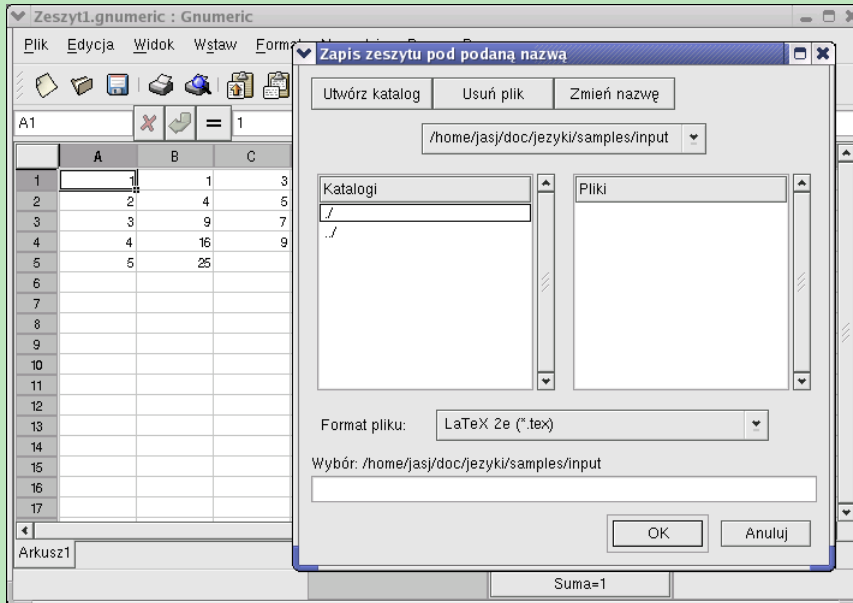 Zeszyt1.gnumeric : Gnumeric
Plik Edycja Widok Wstaw
Zapis zeszytu pod podaną nazwą
Utwórz katalog Usuń plik Zmień nazwę
/home/jasj/doc/jezyki/samples/input
A1 = 1
A B C
1 1 1 3
2 2 4 5
3 3 9 7
4 4 16 9
5 5 25
6
7
8
9
10
11
12
13
14
15
16
17
Katalogi
./
../
Pliki
Format pliku: LaTeX 2e (*.tex)
Wybór: /home/jasj/doc/jezyki/samples/input
OK Anuluj
Arkusz1
Suma=1